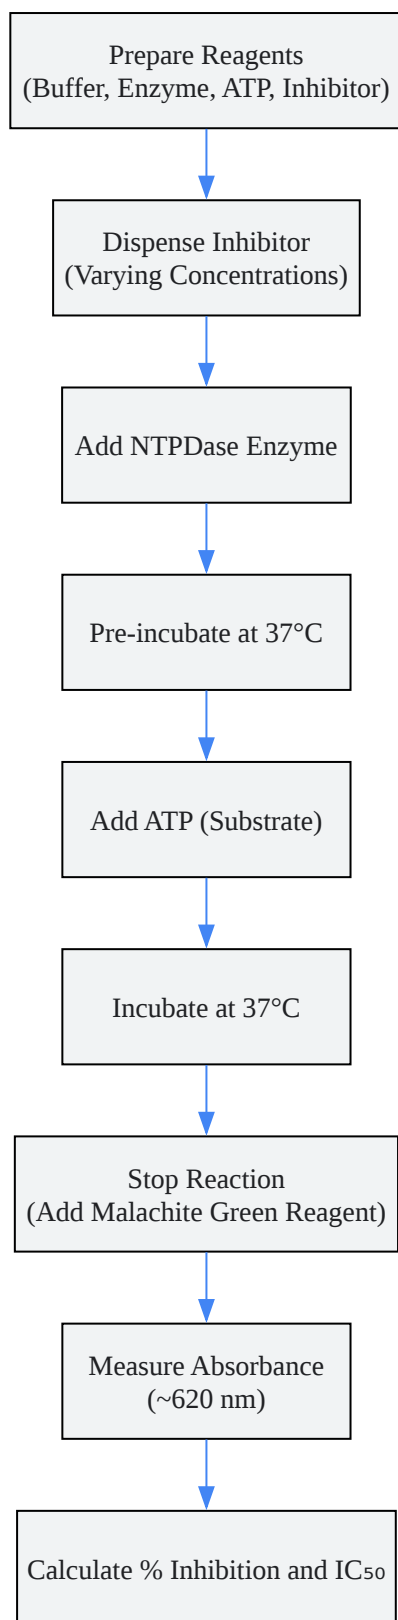 Prepare Reagents
(Buffer, Enzyme, ATP, Inhibitor)
Dispense Inhibitor
(Varying Concentrations)
Add NTPDase Enzyme
Pre-incubate at 37°C
Add ATP (Substrate)
Incubate at 37°C
Stop Reaction
(Add Malachite Green Reagent)
Measure Absorbance
(~620 nm)
Calculate % Inhibition and IC₅₀